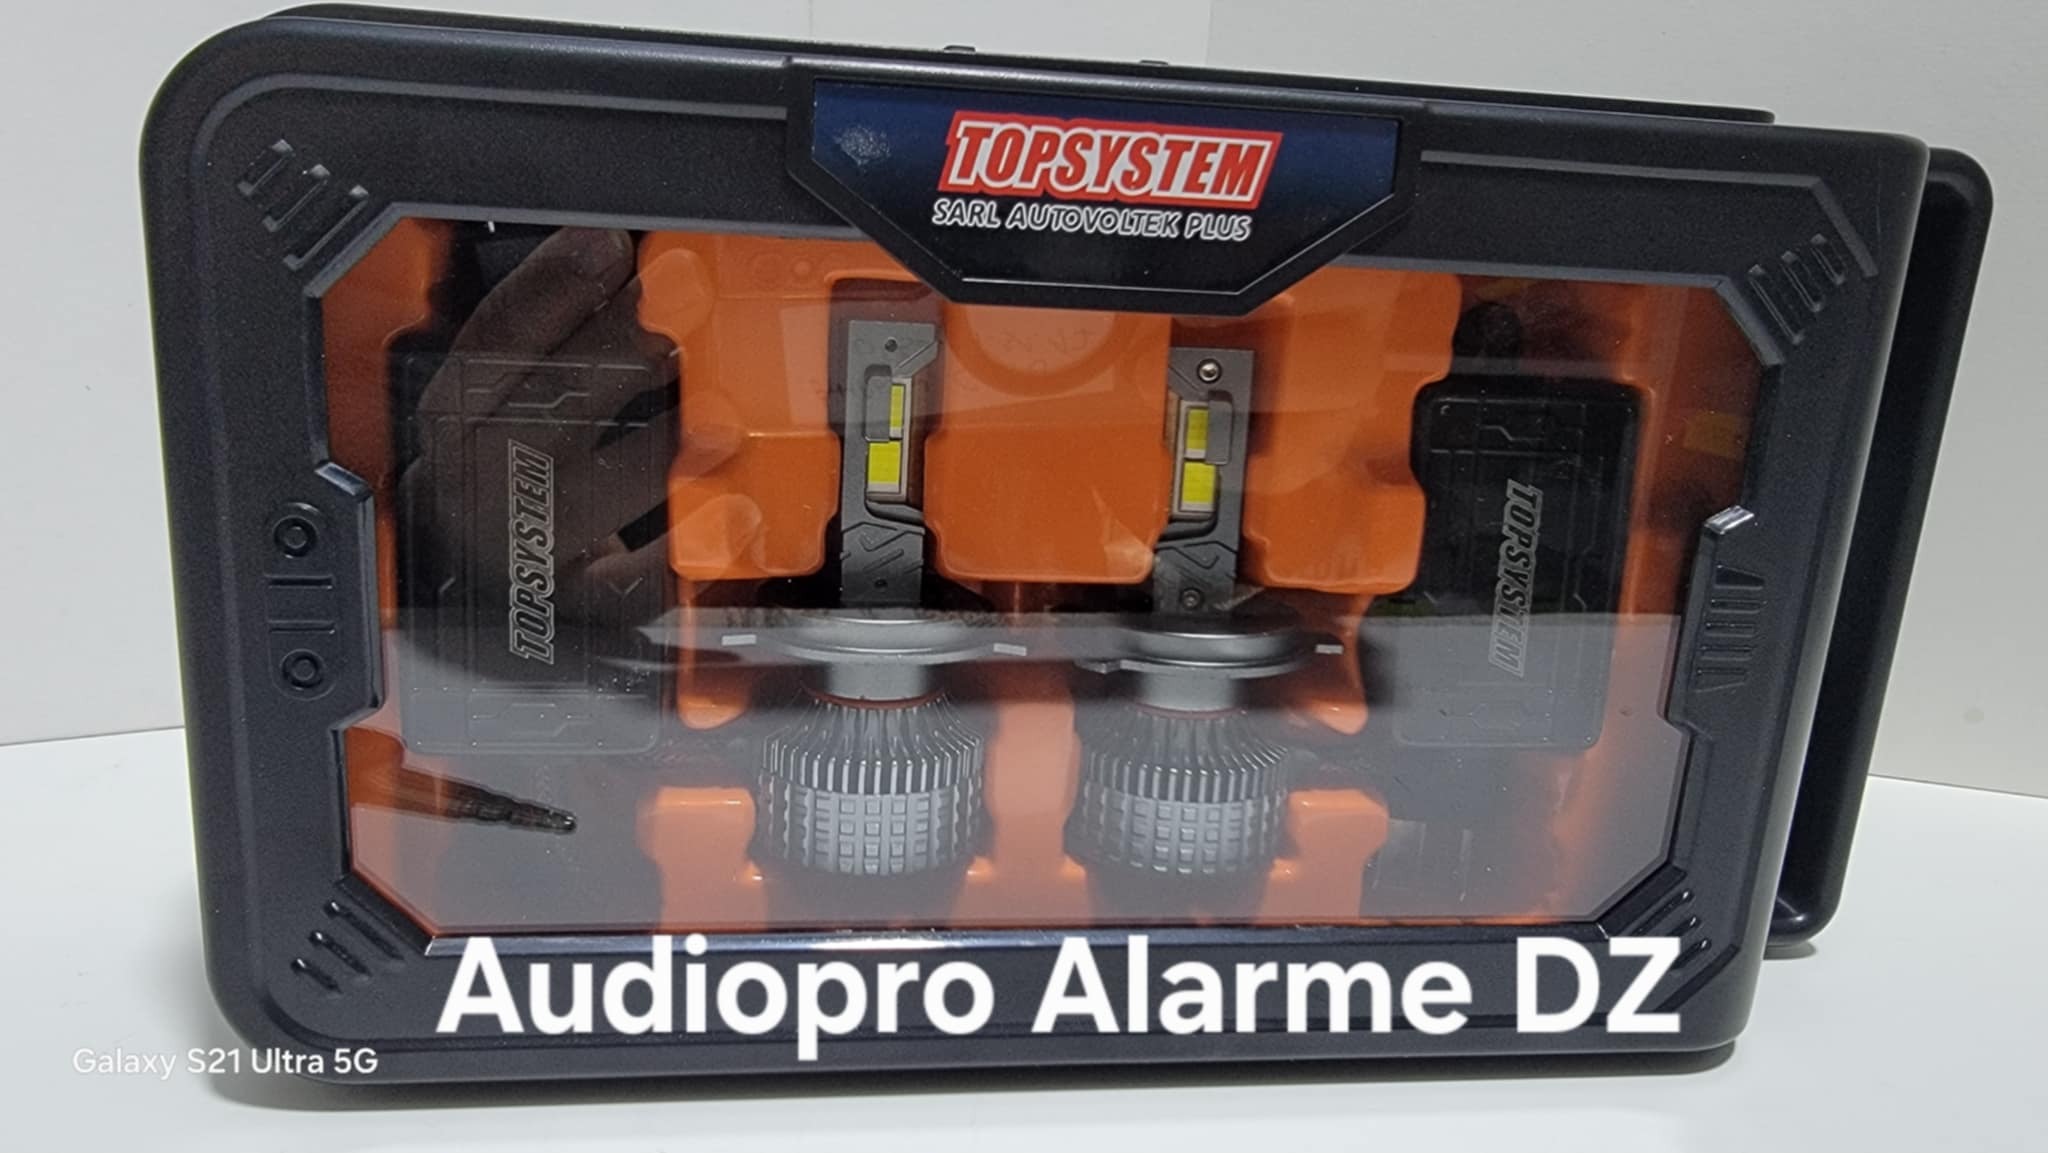 TOPSYSTEM
SARL AUTOVOLTEK PLUS
TOPSYSTEM
TOPSYSTEM
Audiopro Alarme DZ
Galaxy S21 Ultra 5G